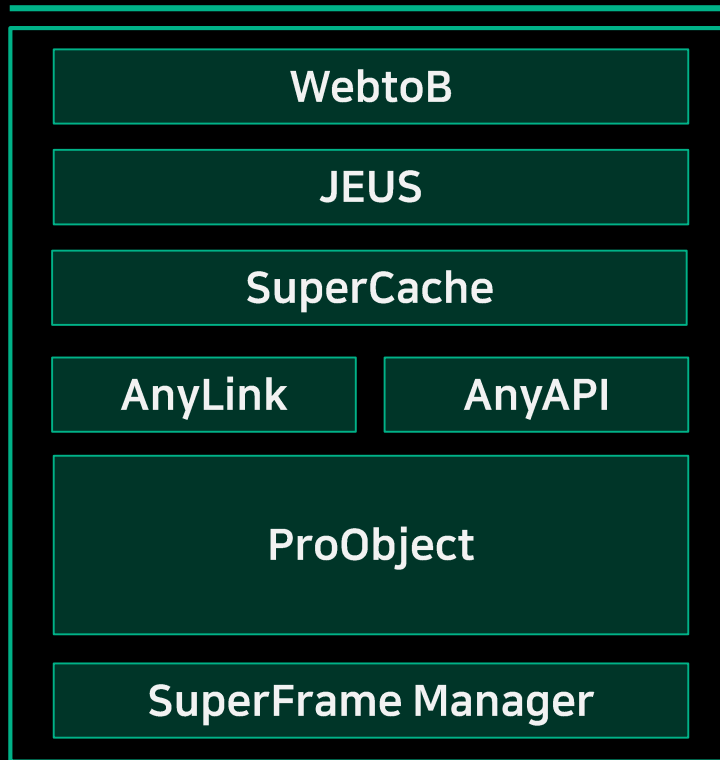 WebtoB
JEUS
SuperCache
AnyLink
AnyAPI
ProObject
SuperFrame Manager